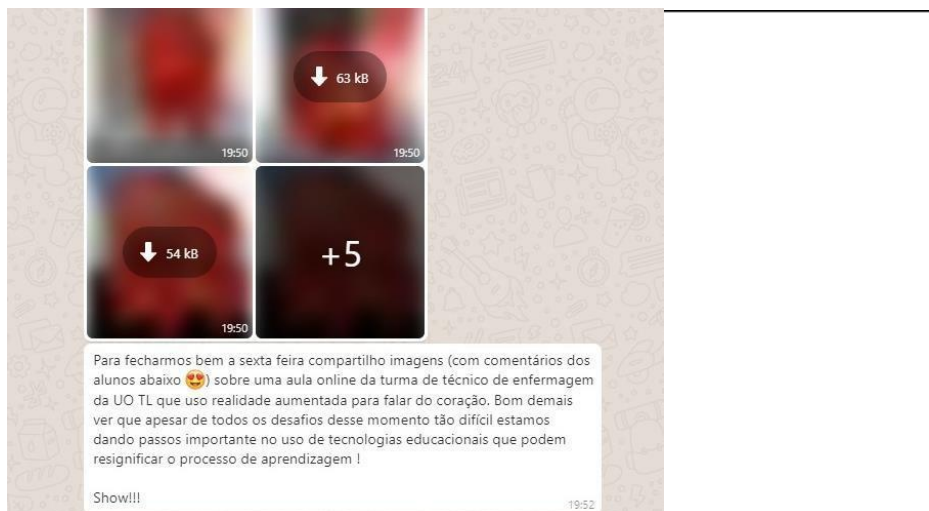 63 kB
19:50
19:50
54 kB
+5
19:50
Para fecharmos bem a sexta feira compartilho imagens (com comentários dos
alunos abaixo 😍) sobre uma aula online da turma de técnico de enfermagem
da UO TL que uso realidade aumentada para falar do coração. Bom demais
ver que apesar de todos os desafios desse momento tão difícil estamos
dando passos importante no uso de tecnologias educacionais que podem
resignificar o processo de aprendizagem !
Show!!!
19:52